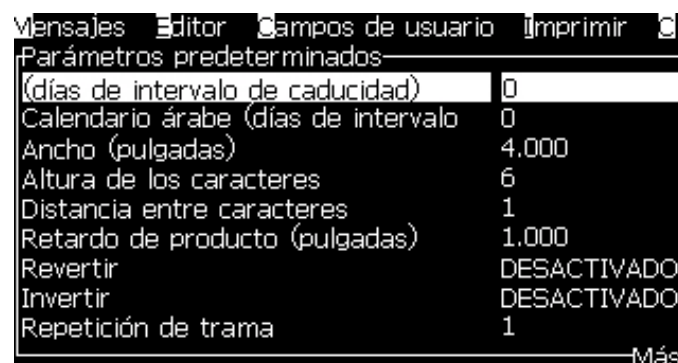 Mensajes Editor Campos de usuario Imprimir C
Parámetros predeterminados
(días de intervalo de caducidad) 0
Calendario árabe (días de intervalo 0
Ancho (pulgadas) 4.000
Altura de los caracteres 6
Distancia entre caracteres 1
Retardo de producto (pulgadas) 1.000
Revertir DESACTIVADO
Invertir DESACTIVADO
Repetición de trama 1
Más